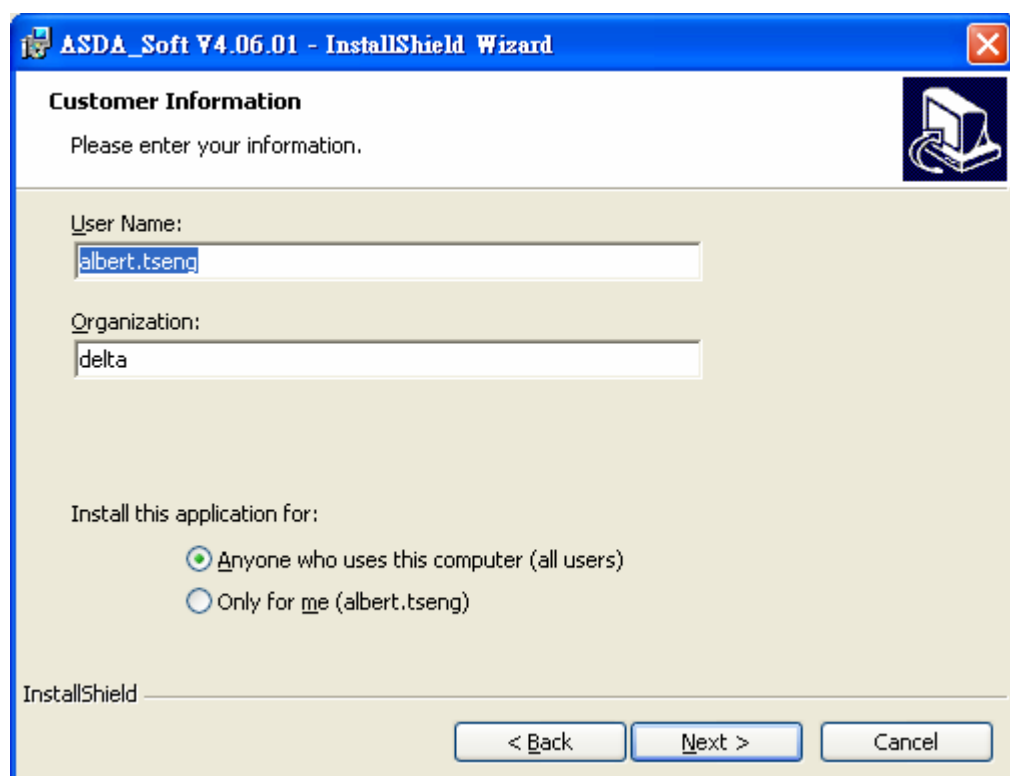 ASDA_Soft V4.06.01 - InstallShield Wizard
Customer Information
Please enter your information.
User Name:
albert.tseng
Organization:
delta
Install this application for:
Anyone who uses this computer (all users)
Only for me (albert.tseng)
InstallShield
< Back Next > Cancel